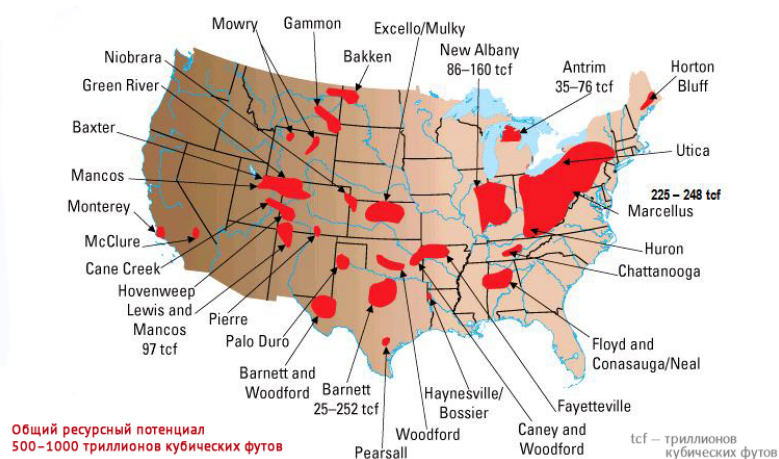 Mowry
Gammon
Excello/Mulky
New Albany
86–160 tcf
Niobrara
Bakken
Antrim
35–76 tcf
Horton
Bluff
Green River
Baxter
Utica
Mancos
225 – 248 tcf
Marcellus
Monterey
McClure
Huron
Cane Creek
Chattanooga
Hovenweep
Lewis and
Mancos
97 tcf
Pierre
Palo Duro
Floyd and
Conasauga/Neal
Barnett and
Woodford
Barnett
25–252 tcf
Haynesville/
Bossier
Fayetteville
Woodford
Caney and
Woodford
Pearsall
Общий ресурсный потенциал
500–1000 триллионов кубических футов
tcf – триллионов
кубических футов